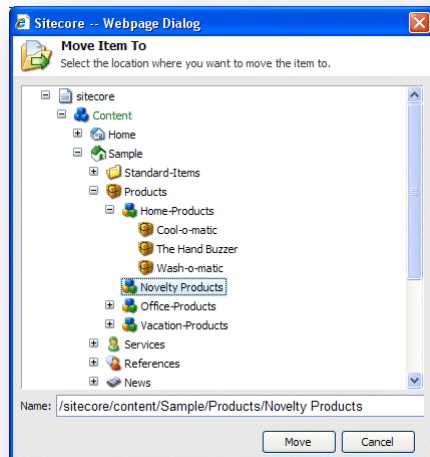 Sitecore -- Webpage Dialog
Move Item To
Select the location where you want to move the item to.
sitecore
Content
Home
Sample
Standard-Items
Products
Home-Products
Cool-o-matic
The Hand Buzzer
Wash-o-matic
Novelty Products
Office-Products
Vacation-Products
Services
References
News
Name: /sitecore/content/Sample/Products/Novelty Products
Move Cancel